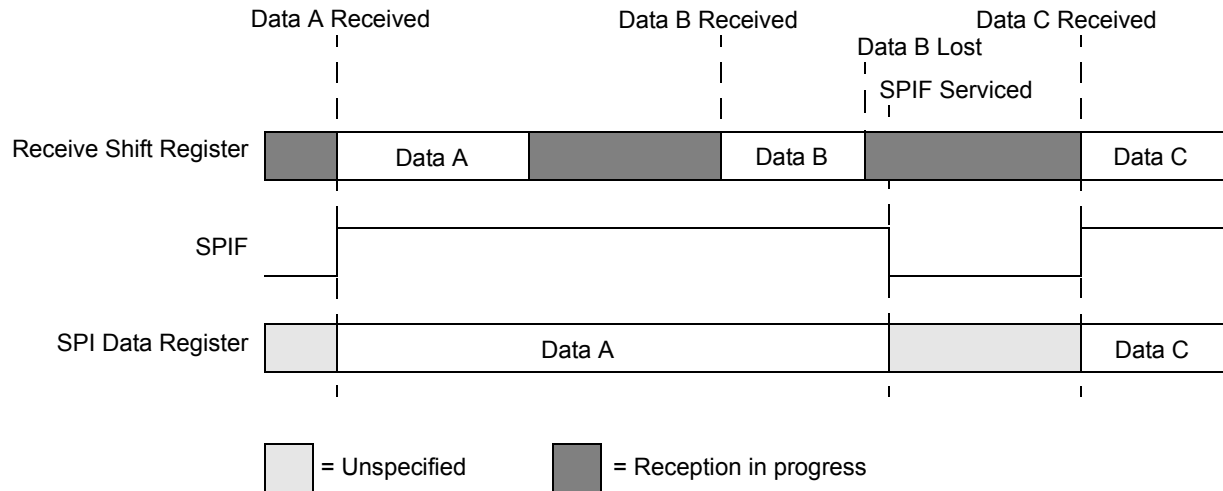 Data A Received
Data B Received
Data C Received
Data B Lost
SPIF Serviced
Receive Shift Register
Data A
Data B
Data C
SPIF
SPI Data Register
Data A
Data C
= Unspecified
= Reception in progress